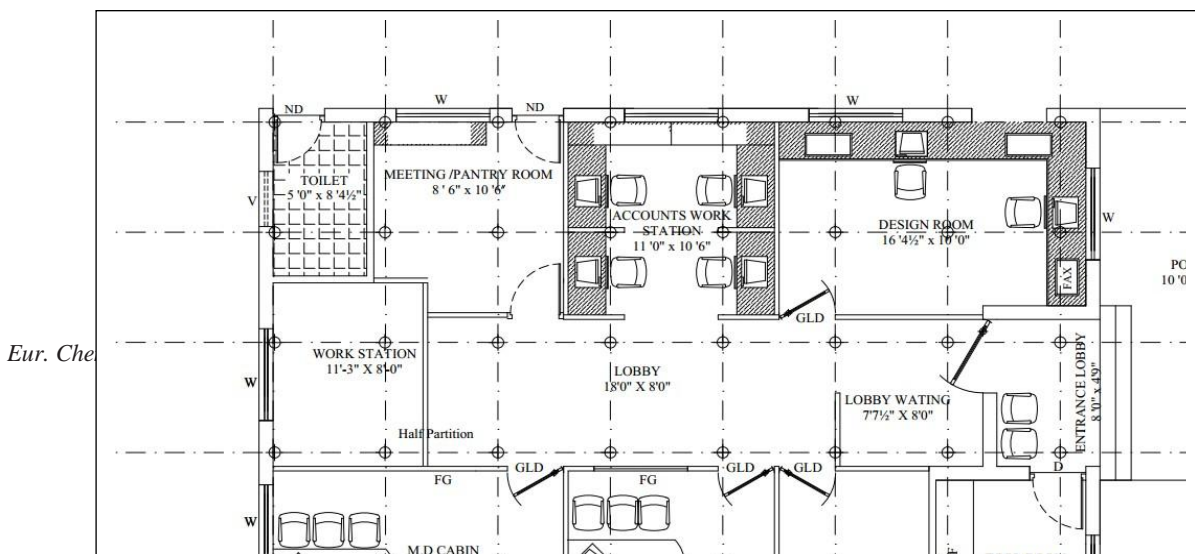 W
ND
ND
W
TOILET
5 '0" x 8 '4½"
MEETING /PANTRY ROOM
8 ' 6" x 10 '6"
V
ACCOUNTS WORK
STATION
11 '0" x 10 '6"
DESIGN ROOM
16 '4½" x 10 '0"
W
FAX
PO
10 '0
GLD
Eur. Che
WORK STATION
11'-3" X 8'-0"
W
LOBBY
18'0" X 8'0"
LOBBY WATING
7'7½" X 8'0"
ENTRANCE LOBBY
8 '0" x 4'9"
Half Partition
FG
GLD
FG
GLD
GLD
D
W
M.D CABIN
F